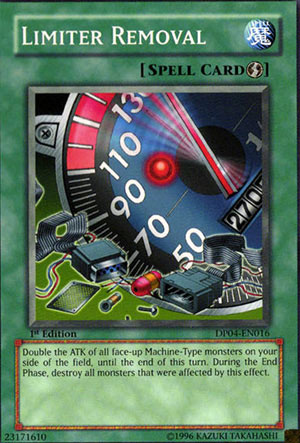 LIMITER REMOVAL
魔
[SPELL CARD]
130
110
90
70
50
270
1st Edition
DP04-EN016
Double the ATK of all face-up Machine-Type monsters on your
side of the field, until the end of this turn. During the End
Phase, destroy all monsters that were affected by this effect.
23171610
©1996 KAZUKI TAKAHASHI